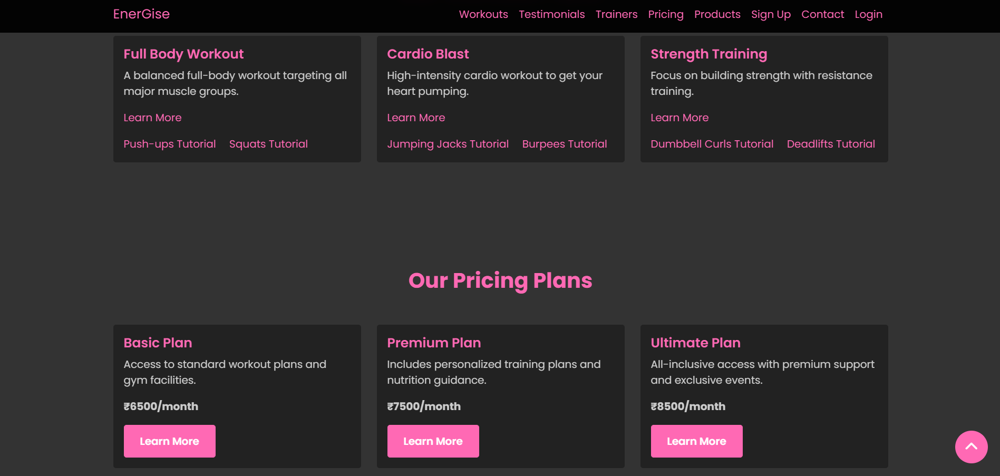 EnerGise
Workouts Testimonials Trainers Pricing Products Sign Up Contact Login
Full Body Workout
A balanced full-body workout targeting all
major muscle groups.
Learn More
Push-ups Tutorial Squats Tutorial
Cardio Blast
High-intensity cardio workout to get your
heart pumping.
Learn More
Jumping Jacks Tutorial Burpees Tutorial
Strength Training
Focus on building strength with resistance
training.
Learn More
Dumbbell Curls Tutorial Deadlifts Tutorial
Our Pricing Plans
Basic Plan
Access to standard workout plans and
gym facilities.
₹6500/month
Learn More
Premium Plan
Includes personalized training plans and
nutrition guidance.
₹7500/month
Learn More
Ultimate Plan
All-inclusive access with premium support
and exclusive events.
₹8500/month
Learn More